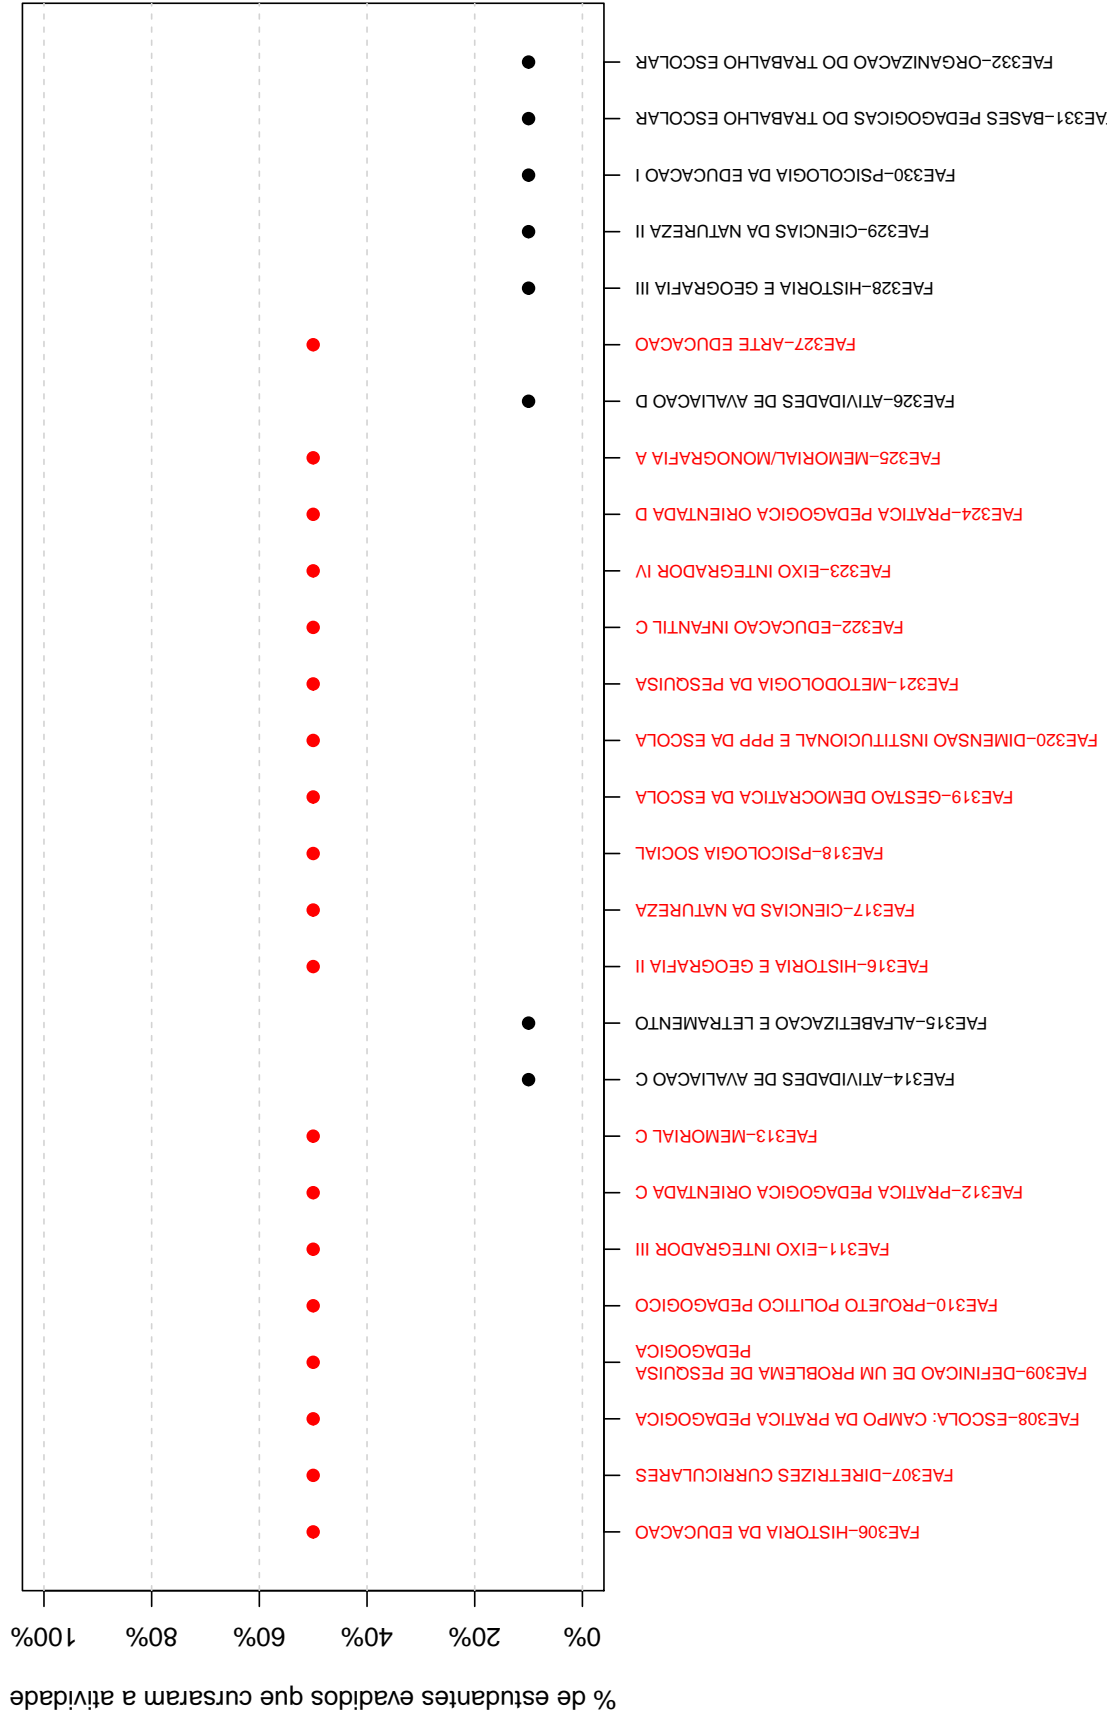 % de estudantes evadidos que cursaram a atividade
0% 20% 40% 60% 80% 100%
FAE306−HISTORIA DA EDUCACAO
FAE307−DIRETRIZES CURRICULARES
FAE308−ESCOLA: CAMPO DA PRATICA PEDAGOGICA
FAE309−DEFINICAO DE UM PROBLEMA DE PESQUISA
PEDAGOGICA
FAE310−PROJETO POLITICO PEDAGOGICO
FAE311−EIXO INTEGRADOR III
FAE312−PRATICA PEDAGOGICA ORIENTADA C
FAE313−MEMORIAL C
FAE314−ATIVIDADES DE AVALIACAO C
FAE315−ALFABETIZACAO E LETRAMENTO
FAE316−HISTORIA E GEOGRAFIA II
FAE317−CIENCIAS DA NATUREZA
FAE318−PSICOLOGIA SOCIAL
FAE319−GESTAO DEMOCRATICA DA ESCOLA
FAE320−DIMENSAO INSTITUCIONAL E PPP DA ESCOLA
FAE321−METODOLOGIA DA PESQUISA
FAE322−EDUCACAO INFANTIL C
FAE323−EIXO INTEGRADOR IV
FAE324−PRATICA PEDAGOGICA ORIENTADA D
FAE325−MEMORIAL/MONOGRAFIA A
FAE326−ATIVIDADES DE AVALIACAO D
FAE327−ARTE EDUCACAO
FAE328−HISTORIA E GEOGRAFIA III
FAE329−CIENCIAS DA NATUREZA II
FAE330−PSICOLOGIA DA EDUCACAO I
AE331−BASES PEDAGOGICAS DO TRABALHO ESCOLAR
FAE332−ORGANIZACAO DO TRABALHO ESCOLAR